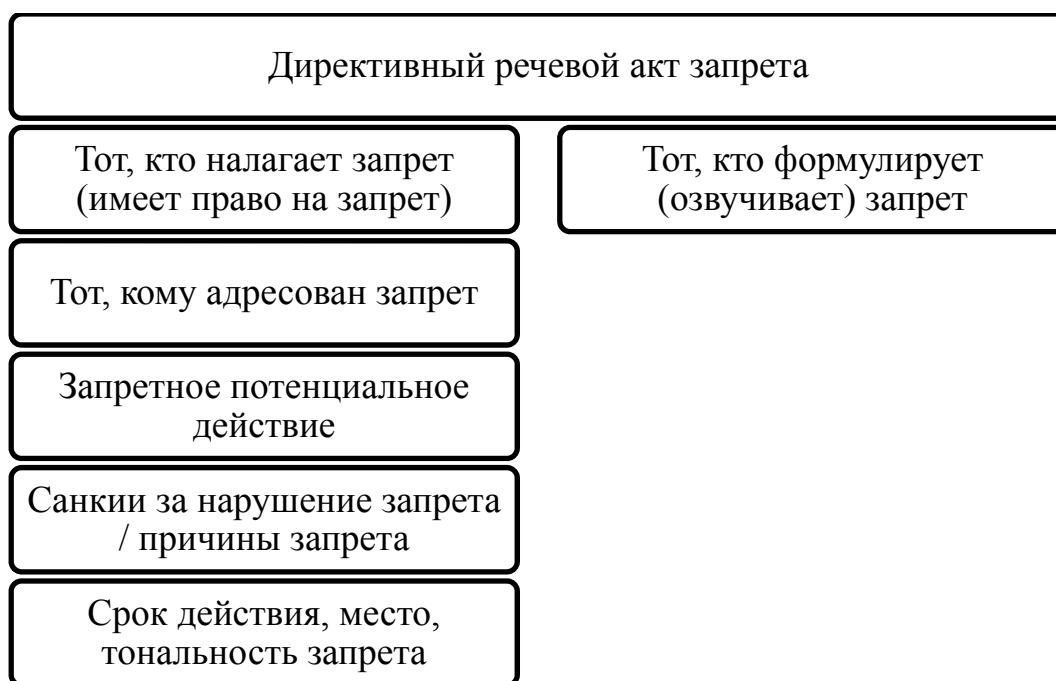 Директивный речевой акт запрета
Тот, кто налагает запрет
(имеет право на запрет)
Тот, кто формулирует
(озвучивает) запрет
Тот, кому адресован запрет
Запретное потенциальное
действие
Санкии за нарушение запрета
/ причины запрета
Срок действия, место,
тональность запрета